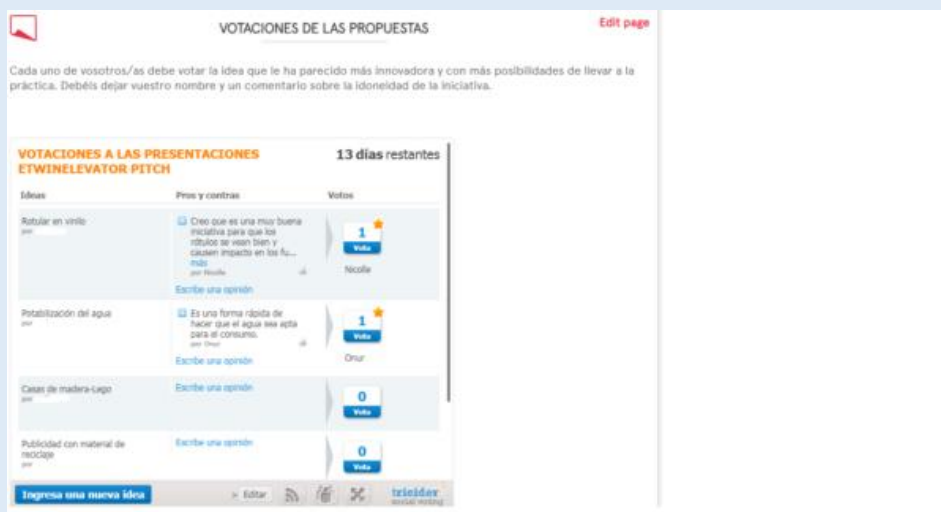 VOTACIONES DE LAS PROPUESTAS
Edit page
Cada uno de vosotros/as debe votar la idea que le ha parecido más innovadora y con más posibilidades de llevar a la
práctica. Debéis dejar vuestro nombre y un comentario sobre la idoneidad de la iniciativa.
VOTACIONES A LAS PRESENTACIONES
ETWINELEVATOR PITCH
13 días restantes
Ideas Pros y contras Votos
Rotular en vinilo
por
Creo que es una muy buena
iniciativa para que los
rótulos se vean bien y
causen impacto en los fu...
más
por Nicolle
Escribe una opinión
1
Vota
Nicolle
Potabilización del agua
por
Es una forma rápida de
hacer que el agua sea apta
para el consumo.
por Onur
Escribe una opinión
1
Vota
Onur
Casas de madera-Lego
por
Escribe una opinión
0
Vota
Publicidad con material de
reciclaje
por
Escribe una opinión
0
Vota
Ingresa una nueva idea
» Editar
tricider
social voting